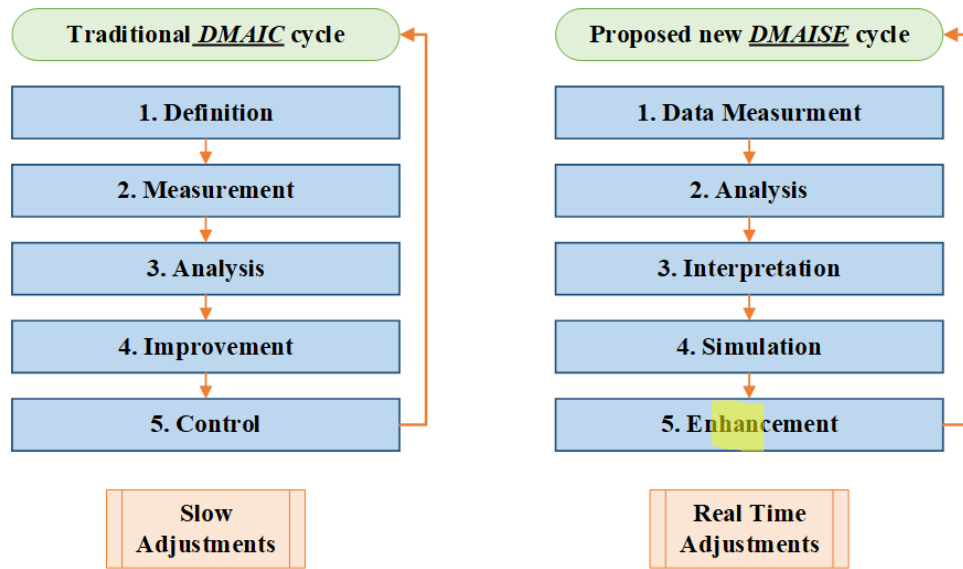 Traditional DMAIC cycle
1. Definition
2. Measurement
3. Analysis
4. Improvement
5. Control
Slow
Adjustments
Proposed new DMAISE cycle
1. Data Measurment
2. Analysis
3. Interpretation
4. Simulation
5. Enhancement
Real Time
Adjustments